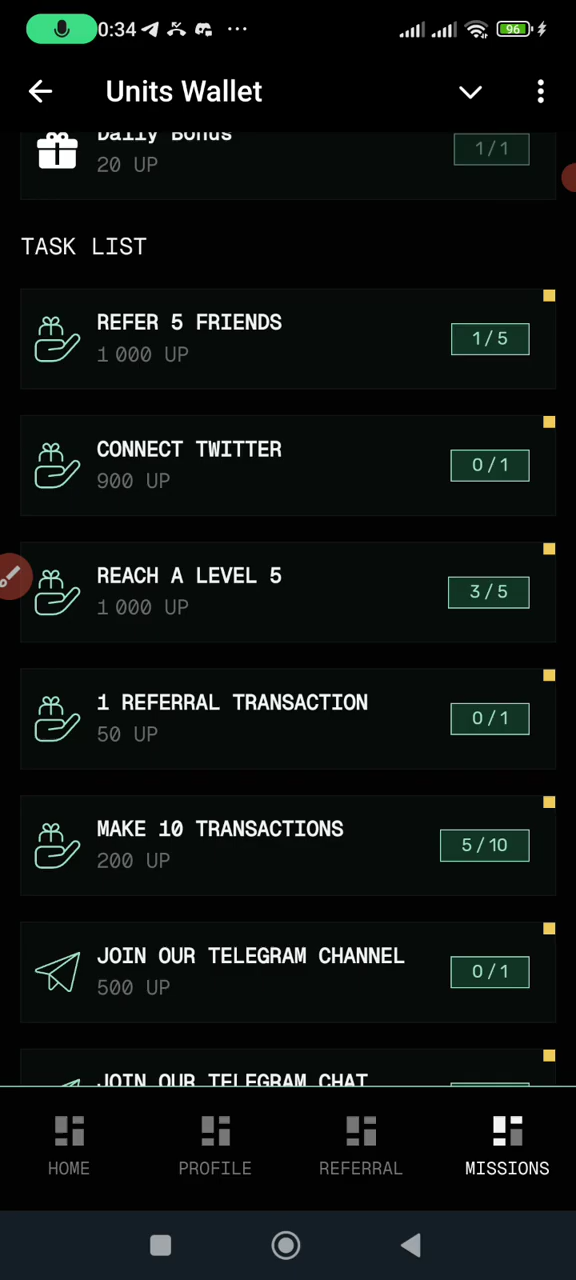 0:34
96
Units Wallet
Daily Bonus
20 UP
1/1
TASK LIST
REFER 5 FRIENDS
1 000 UP
1/5
CONNECT TWITTER
900 UP
0/1
REACH A LEVEL 5
1 000 UP
3/5
1 REFERRAL TRANSACTION
50 UP
0/1
MAKE 10 TRANSACTIONS
200 UP
5/10
JOIN OUR TELEGRAM CHANNEL
500 UP
0/1
JOIN OUR TELEGRAM CHAT
HOME
PROFILE
REFERRAL
MISSIONS